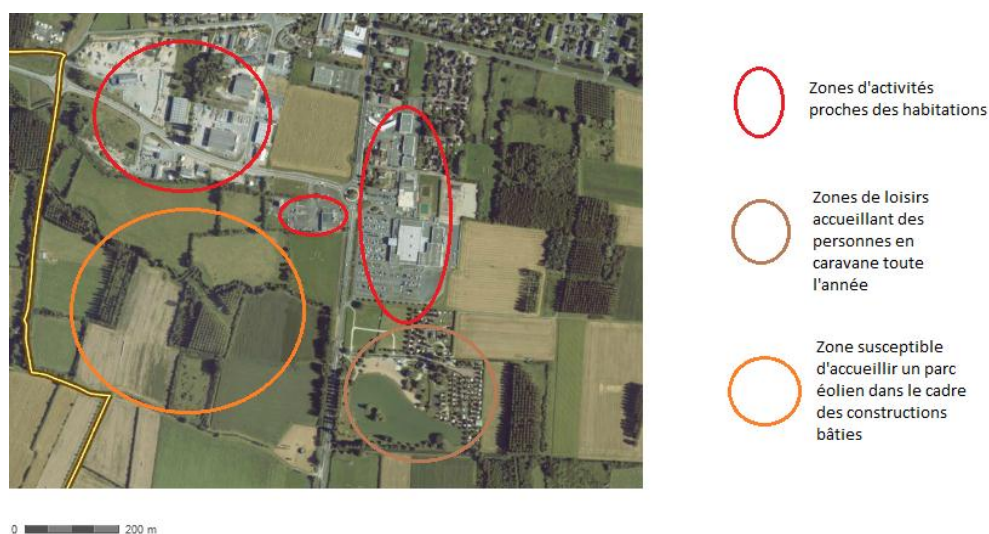 Zones d'activités
proches des habitations
Zones de loisirs
accueillant des
personnes en
caravane toute
l'année
Zone susceptible
d'accueillir un parc
éolien dans le cadre
des constructions
bâties
0 200 m